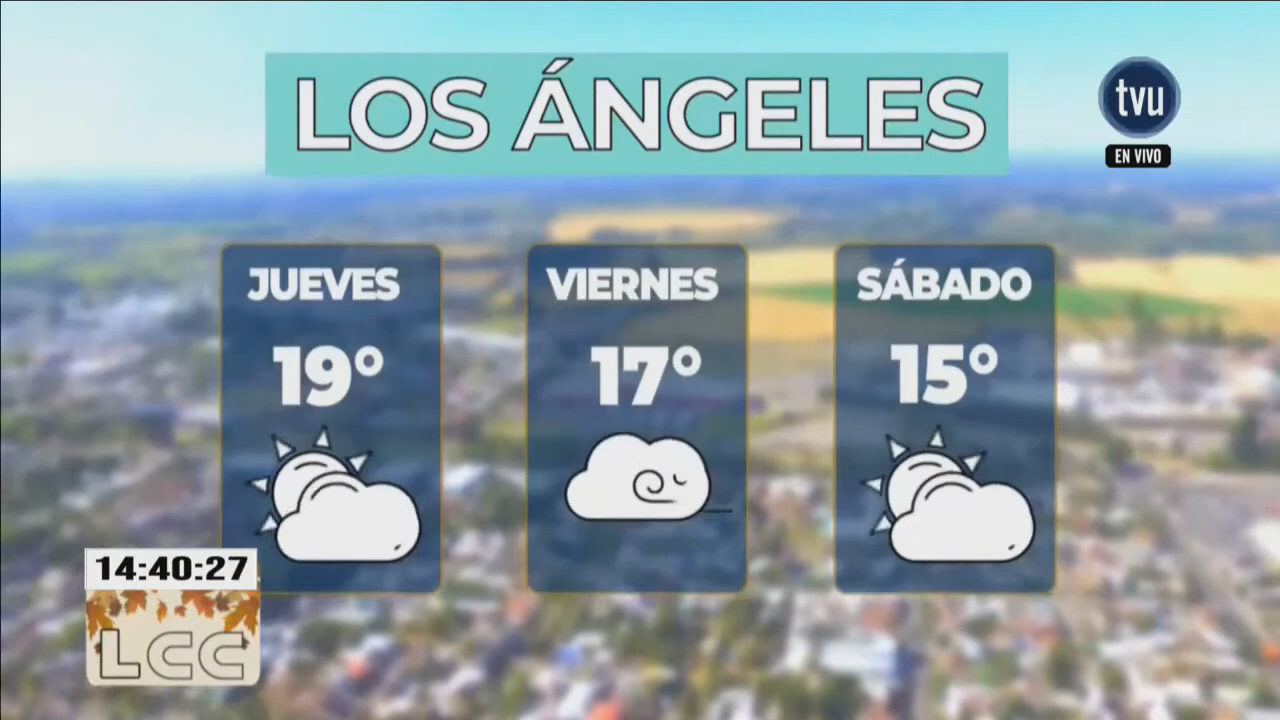 LOS ÁNGELES
tvu
EN VIVO
JUEVES
19°
VIERNES
17°
SÁBADO
15°
14:40:27
LCC